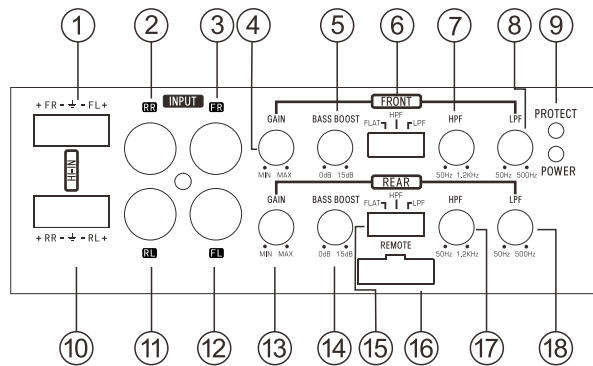 1 2 3 4 5 6 7 8 9
+ FR - ⏚ - FL +
RR INPUT FR
FRONT
GAIN BASS BOOST FLAT HPF LPF HPF LPF
PROTECT
POWER
MIN MAX 0dB 15dB 50Hz 1,2KHz 50Hz 500Hz
H-IN
REAR
GAIN BASS BOOST FLAT HPF LPF HPF LPF
REMOTE
MIN MAX 0dB 15dB 50Hz 1,2KHz 50Hz 500Hz
+ RR - ⏚ - RL +
RL FL
10 11 12 13 14 15 16 17 18